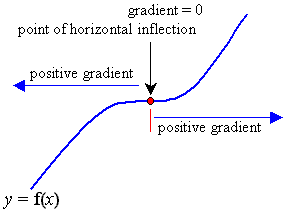 gradient = 0
point of horizontal inflection
positive gradient
positive gradient
y = f(x)